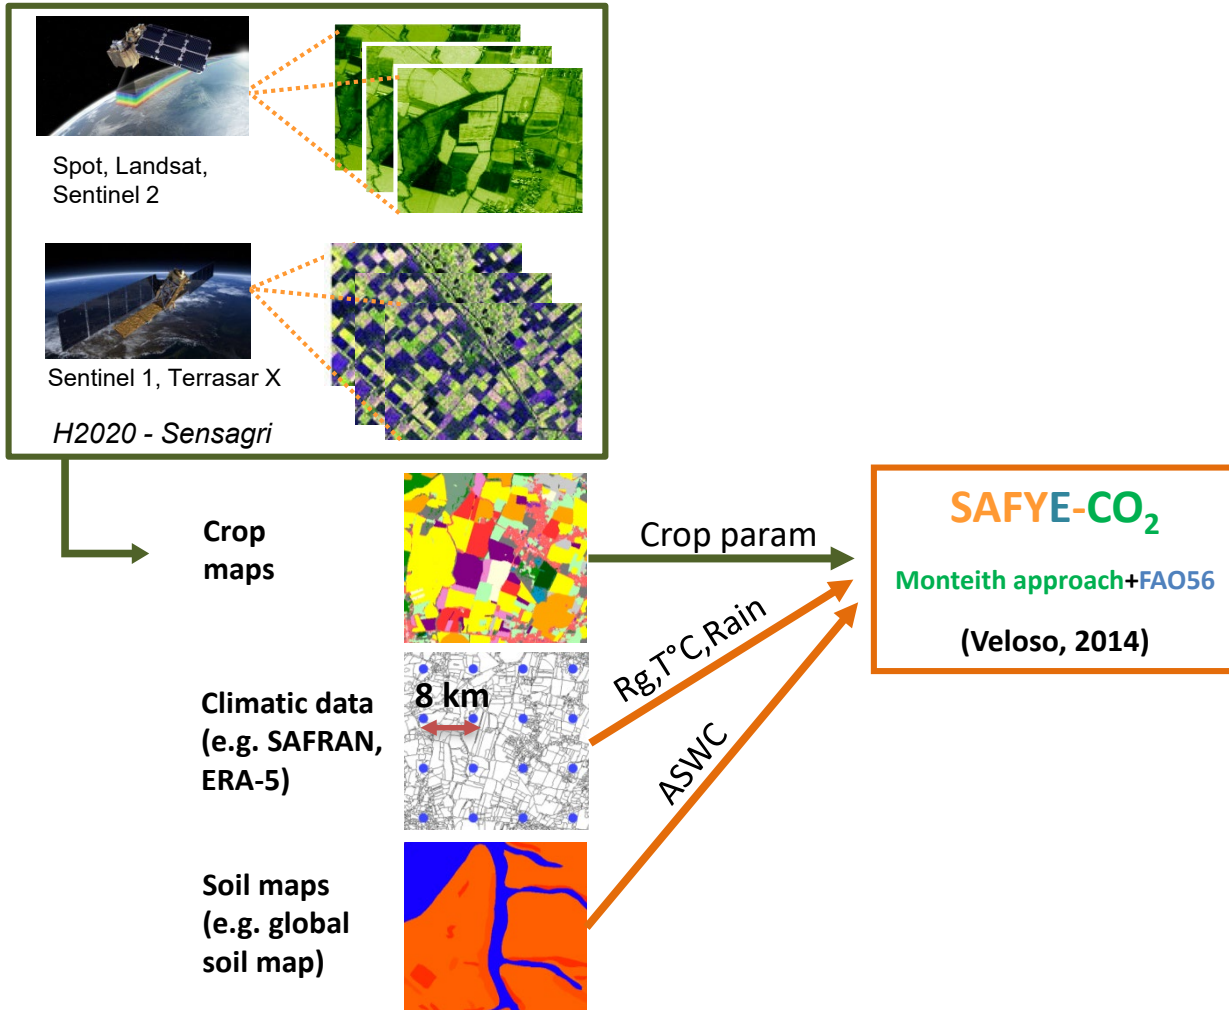 Spot, Landsat,
Sentinel 2
Sentinel 1, Terrasar X
H2020 - Sensagri
Crop
maps
Crop param
SAFYE-CO₂
Monteith approach+FAO56
(Veloso, 2014)
Climatic data
(e.g. SAFRAN,
ERA-5)
8 km
Rg,T°C,Rain
ASWC
Soil maps
(e.g. global
soil map)